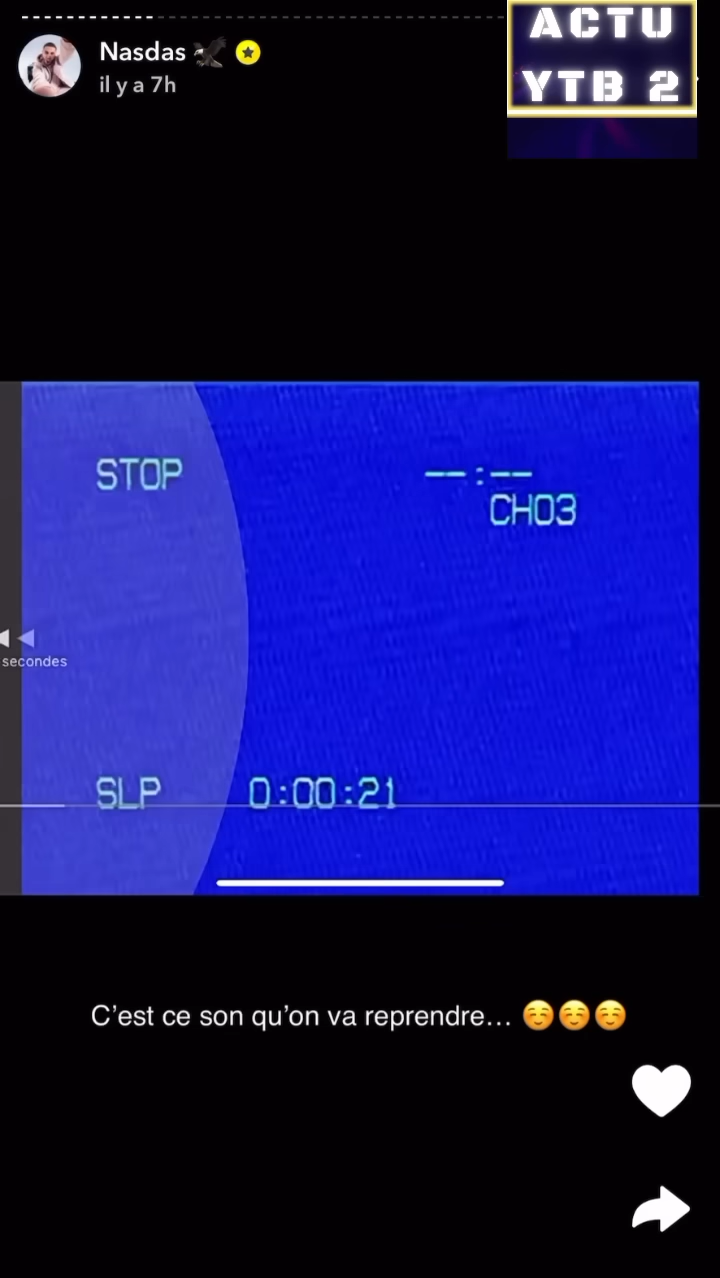 ACTU
YTB 2
Nasdas 🦅
il y a 7h
STOP
--:--
CH03
secondes
SLP 0:00:21
C’est ce son qu’on va reprendre… ☺️☺️☺️